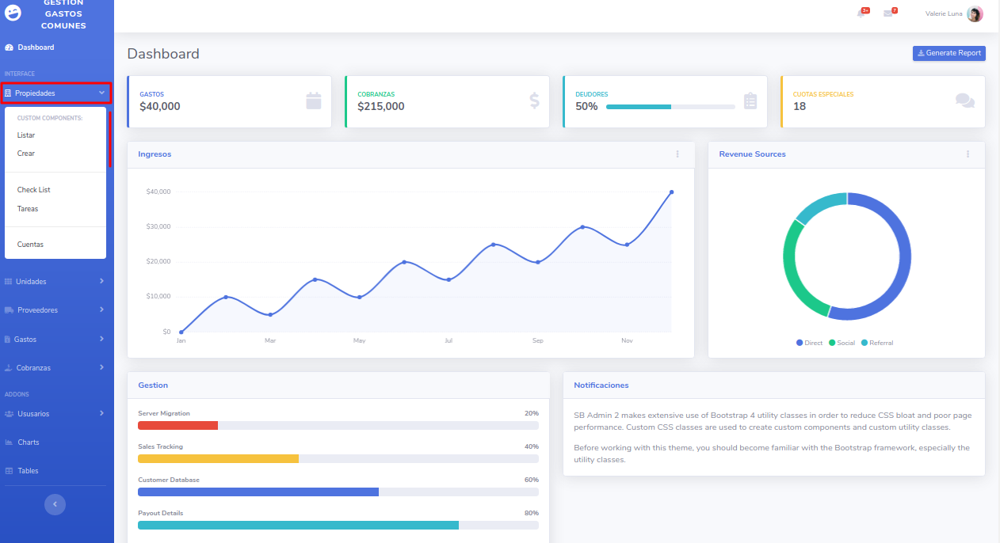 GESTION
GASTOS
COMUNES
Dashboard
INTERFACE
Propiedades
CUSTOM COMPONENTS:
Listar
Crear
Check List
Tareas
Cuentas
Unidades
Proveedores
Gastos
Cobranzas
ADDONS
Ususarios
Charts
Tables
3+
7
Valerie Luna
Dashboard
Generate Report
GASTOS
$40,000
COBRANZAS
$215,000
DEUDORES
50%
CUOTAS ESPECIALES
18
Ingresos
$40,000
$30,000
$20,000
$10,000
$0
Jan Mar May Jul Sep Nov
Revenue Sources
Direct Social Referral
Gestion
Server Migration 20%
Sales Tracking 40%
Customer Database 60%
Payout Details 80%
Notificaciones
SB Admin 2 makes extensive use of Bootstrap 4 utility classes in order to reduce CSS bloat and poor page
performance. Custom CSS classes are used to create custom components and custom utility classes.
Before working with this theme, you should become familiar with the Bootstrap framework, especially the
utility classes.